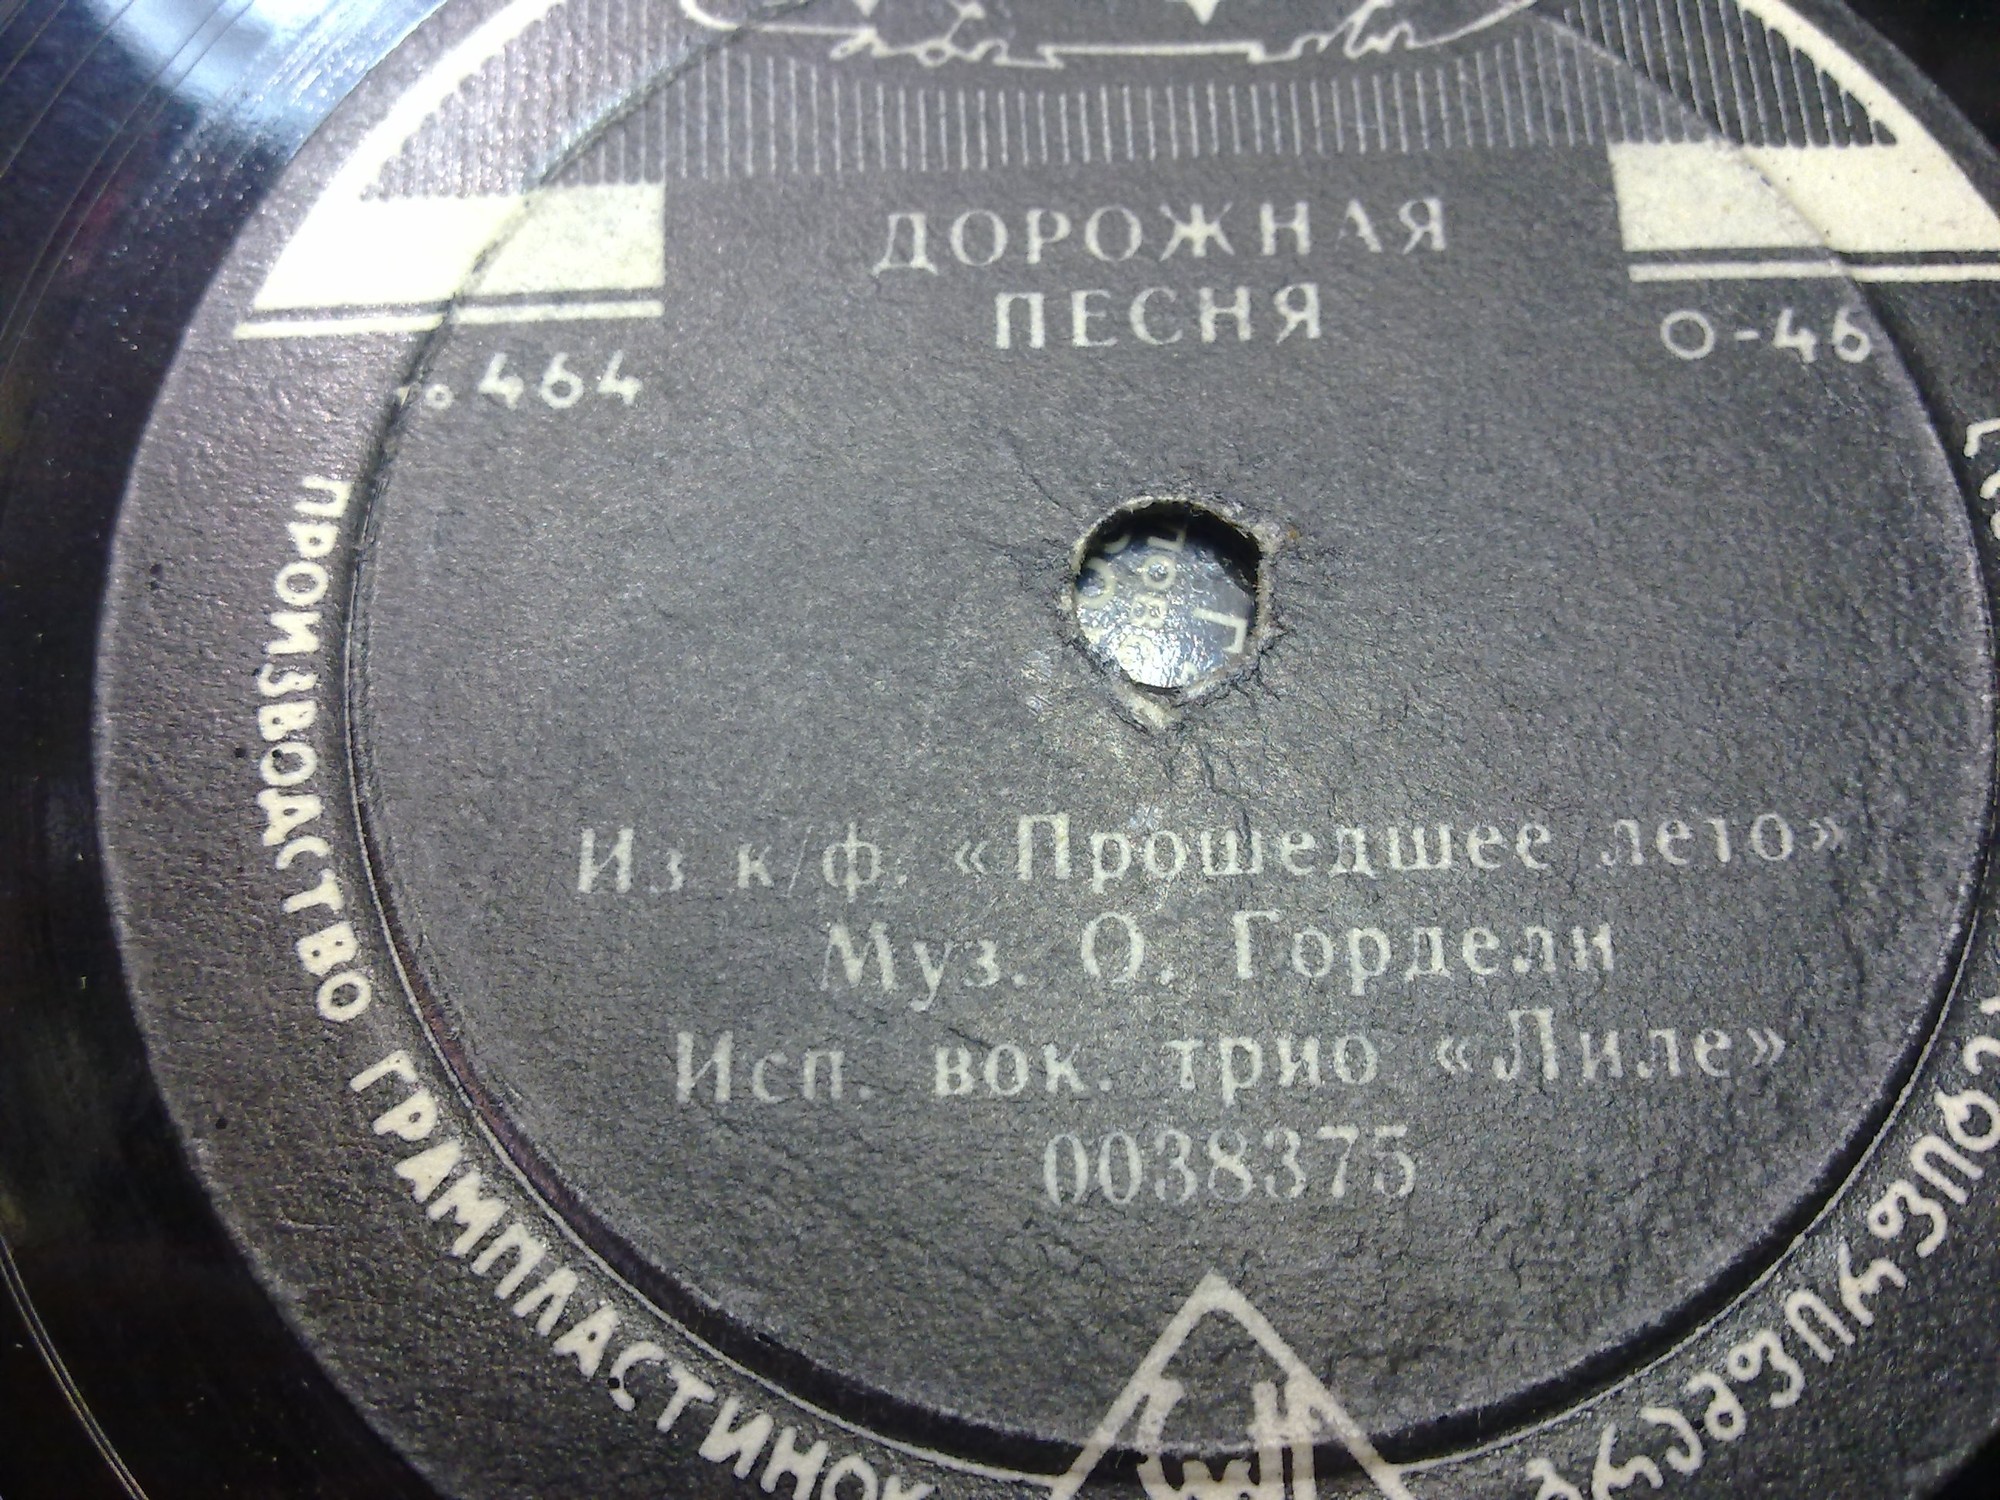 ДОРОЖНАЯ
ПЕСНЯ
464
О-46
Из к/ф. «Прошедшее лето»
Муз. О. Гордели
Исп. вок. трио «Лиле»
0038375
ПРОИЗВОДСТВО ГРАМПЛАСТИНОК